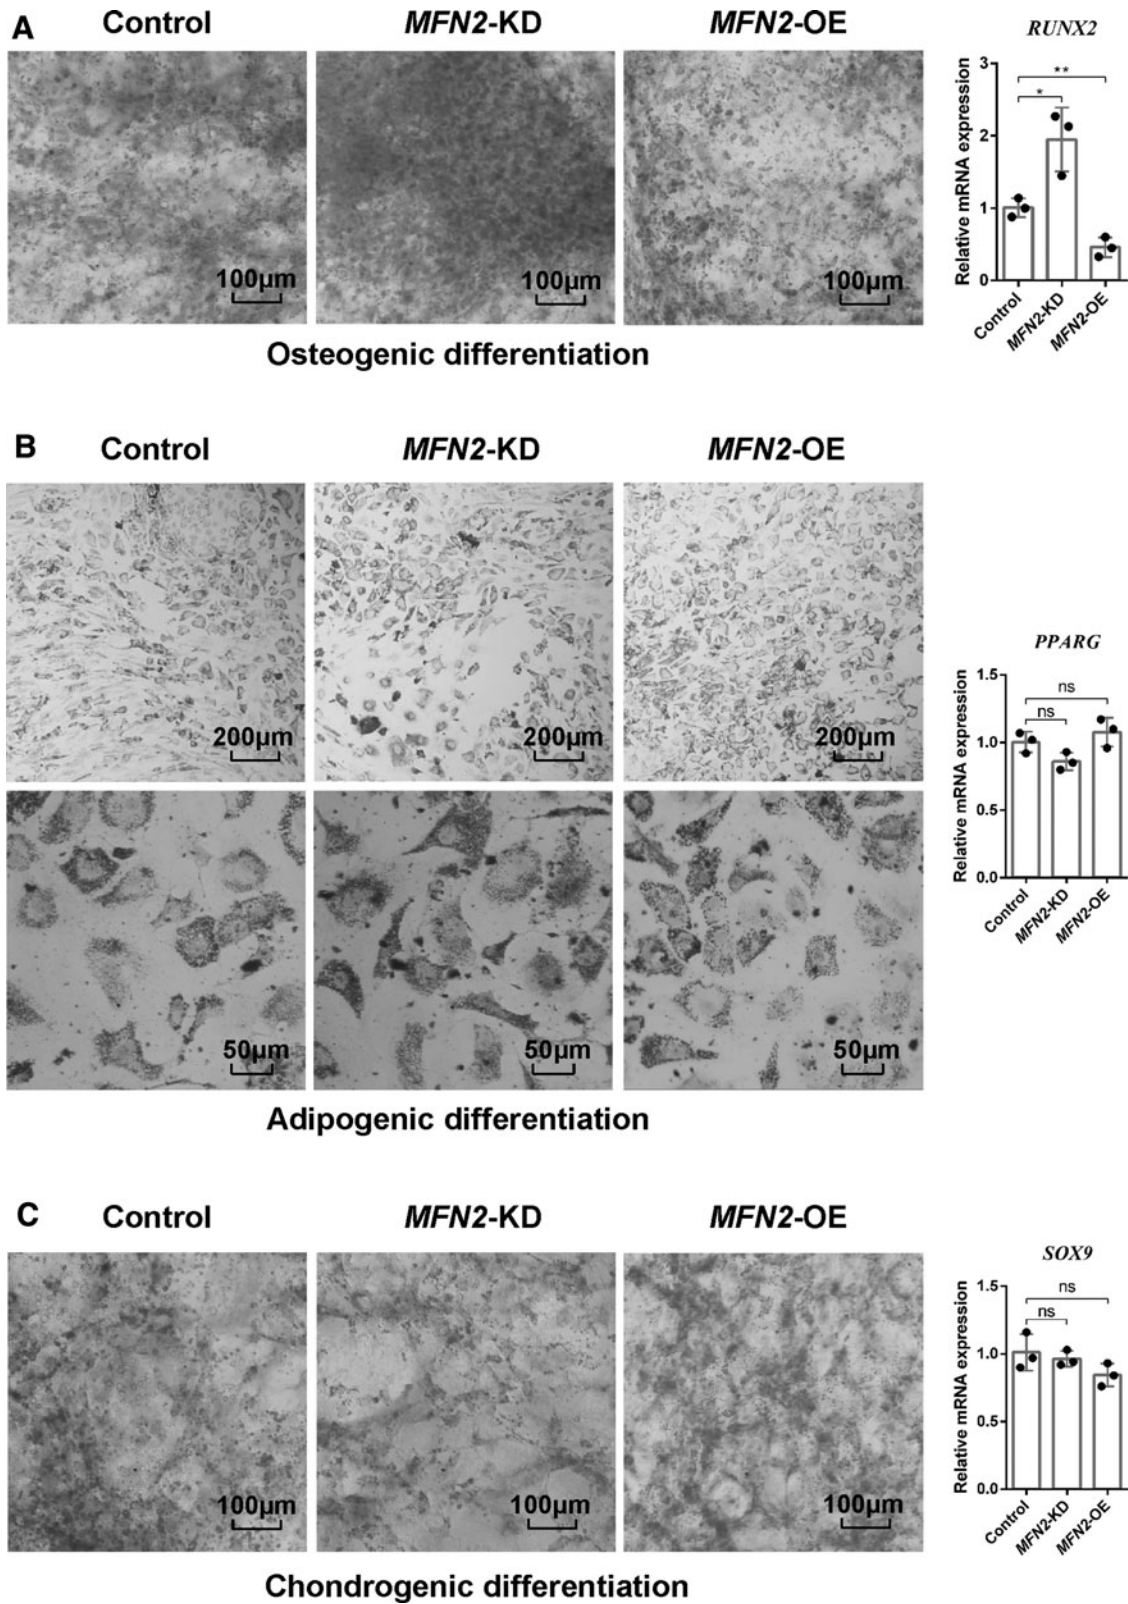 A
Control
MFN2-KD
MFN2-OE
100µm
100µm
100µm
Osteogenic differentiation
RUNX2
Relative mRNA expression
3
2
1
0
**
*
Control
MFN2-KD
MFN2-OE
B
Control
MFN2-KD
MFN2-OE
200µm
200µm
200µm
50µm
50µm
50µm
Adipogenic differentiation
PPARG
Relative mRNA expression
1.5
1.0
0.5
0.0
ns
ns
Control
MFN2-KD
MFN2-OE
C
Control
MFN2-KD
MFN2-OE
100µm
100µm
100µm
Chondrogenic differentiation
SOX9
Relative mRNA expression
1.5
1.0
0.5
0.0
ns
ns
Control
MFN2-KD
MFN2-OE